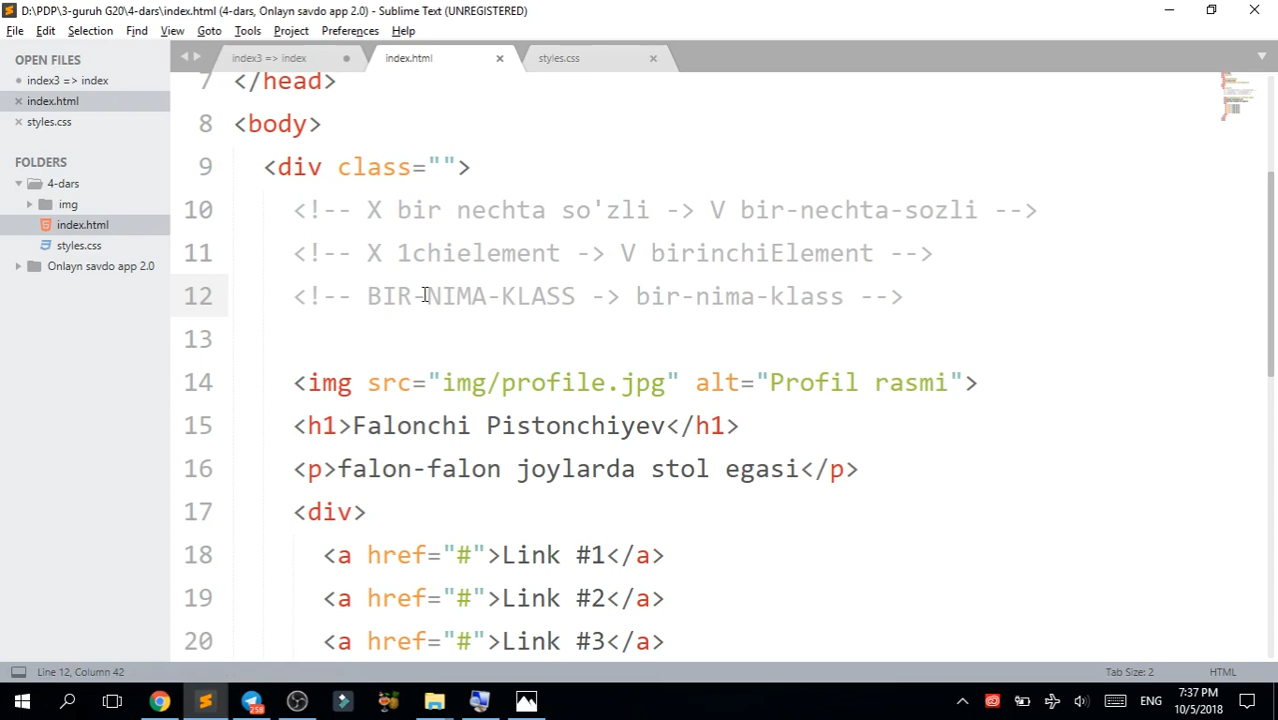 D:\PDP\3-guruh G20\4-dars\index.html (4-dars, Onlayn savdo app 2.0) - Sublime Text (UNREGISTERED)
File Edit Selection Find View Goto Tools Project Preferences Help
OPEN FILES
index3 => index
index.html
styles.css
FOLDERS
4-dars
img
index.html
styles.css
Onlayn savdo app 2.0
index3 => index index.html styles.css
7 </head>
8 <body>
9 <div class="">
10 <!-- X bir nechta so'zli -> V bir-nechta-sozli -->
11 <!-- X 1chielement -> V birinchiElement -->
12 <!-- BIR-NIMA-KLASS -> bir-nima-klass -->
13
14 <img src="img/profile.jpg" alt="Profil rasmi">
15 <h1>Falonchi Pistonchiyev</h1>
16 <p>falon-falon joylarda stol egasi</p>
17 <div>
18 <a href="#">Link #1</a>
19 <a href="#">Link #2</a>
20 <a href="#">Link #3</a>
Line 12, Column 42 Tab Size: 2 HTML
258 ENG 7:37 PM
10/5/2018